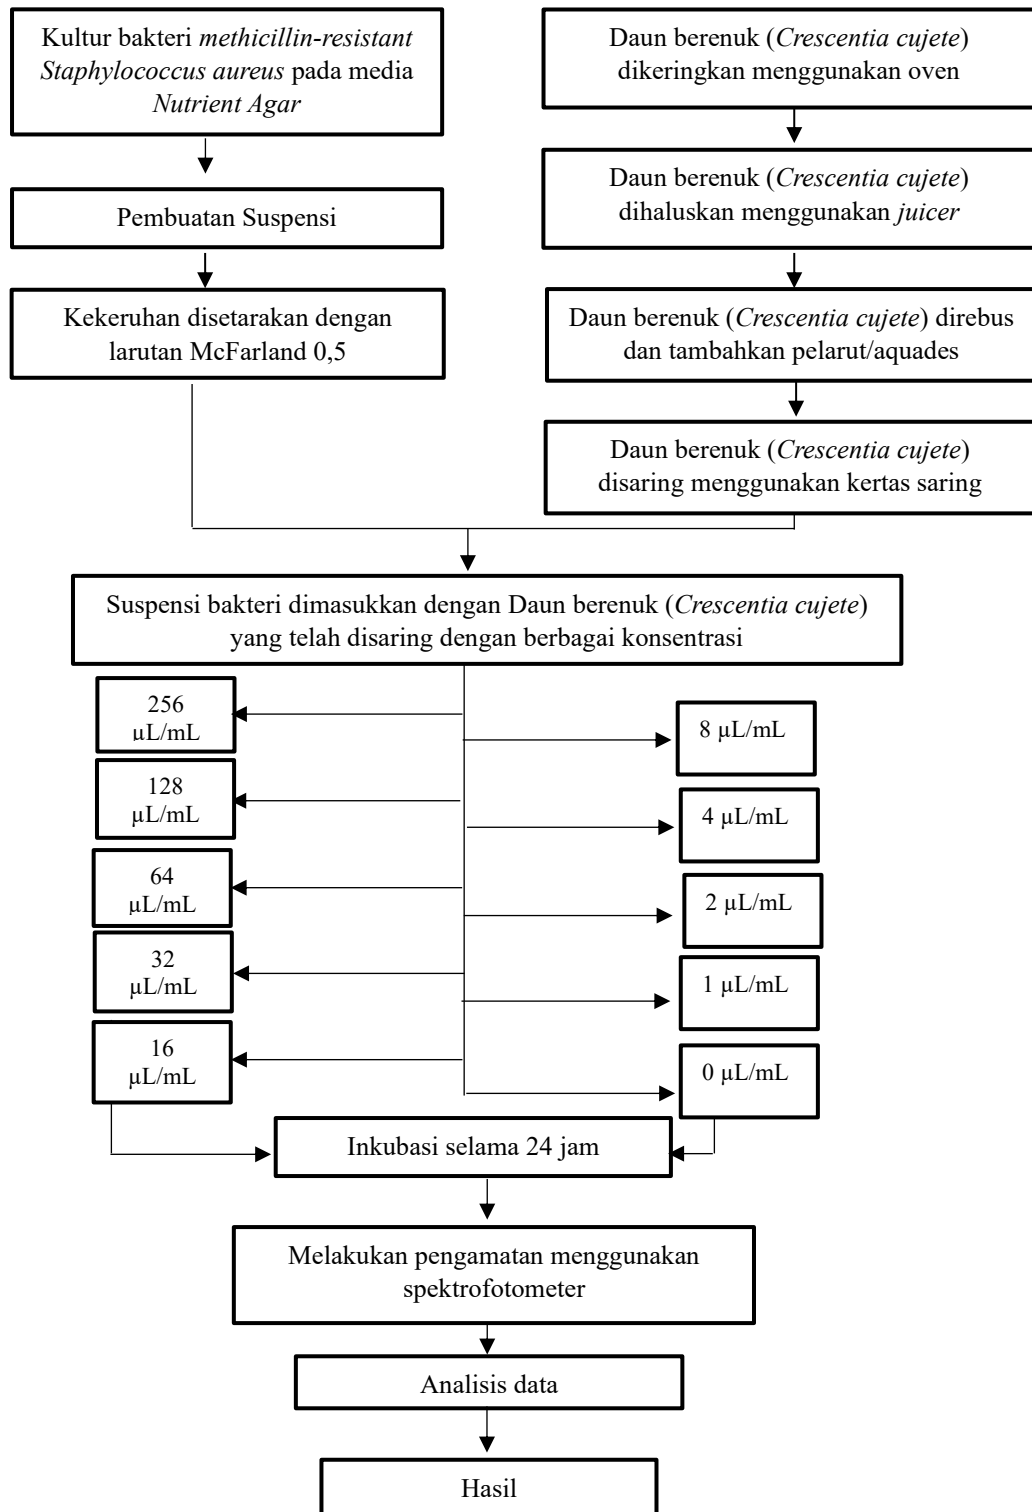 Kultur bakteri methicillin-resistant
Staphylococcus aureus pada media
Nutrient Agar
Pembuatan Suspensi
Kekeruhan disetarakan dengan
larutan McFarland 0,5
Daun berenuk (Crescentia cujete)
dikeringkan menggunakan oven
Daun berenuk (Crescentia cujete)
dihaluskan menggunakan juicer
Daun berenuk (Crescentia cujete) direbus
dan tambahkan pelarut/aquades
Daun berenuk (Crescentia cujete)
disaring menggunakan kertas saring
Suspensi bakteri dimasukkan dengan Daun berenuk (Crescentia cujete)
yang telah disaring dengan berbagai konsentrasi
256
µL/mL
128
µL/mL
64
µL/mL
32
µL/mL
16
µL/mL
8 µL/mL
4 µL/mL
2 µL/mL
1 µL/mL
0 µL/mL
Inkubasi selama 24 jam
Melakukan pengamatan menggunakan
spektrofotometer
Analisis data
Hasil